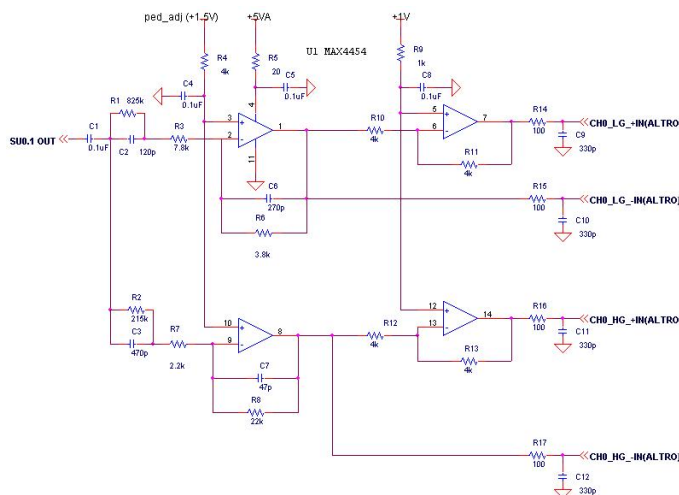 ped_adj (+1.5V)
+5VA
+1V
U1 MAX4454
R4
4k
R5
20
R9
1k
C4
0.1uF
C5
0.1uF
C8
0.1uF
R1 825k
C1
0.1uF
C2 120p
R3
7.8k
SU0.1 OUT
3
2
4
11
1
R10
4k
5
6
7
R14
100
CH0_LG_+IN(ALTRO)
C9
330p
R11
4k
C6
270p
R6
3.8k
R15
100
CH0_LG_-IN(ALTRO)
C10
330p
R2
215k
C3
470p
R7
2.2k
10
9
8
R12
4k
12
13
14
R16
100
CH0_HG_+IN(ALTRO)
C11
330p
R13
4k
C7
47p
R8
22k
R17
100
CH0_HG_-IN(ALTRO)
C12
330p